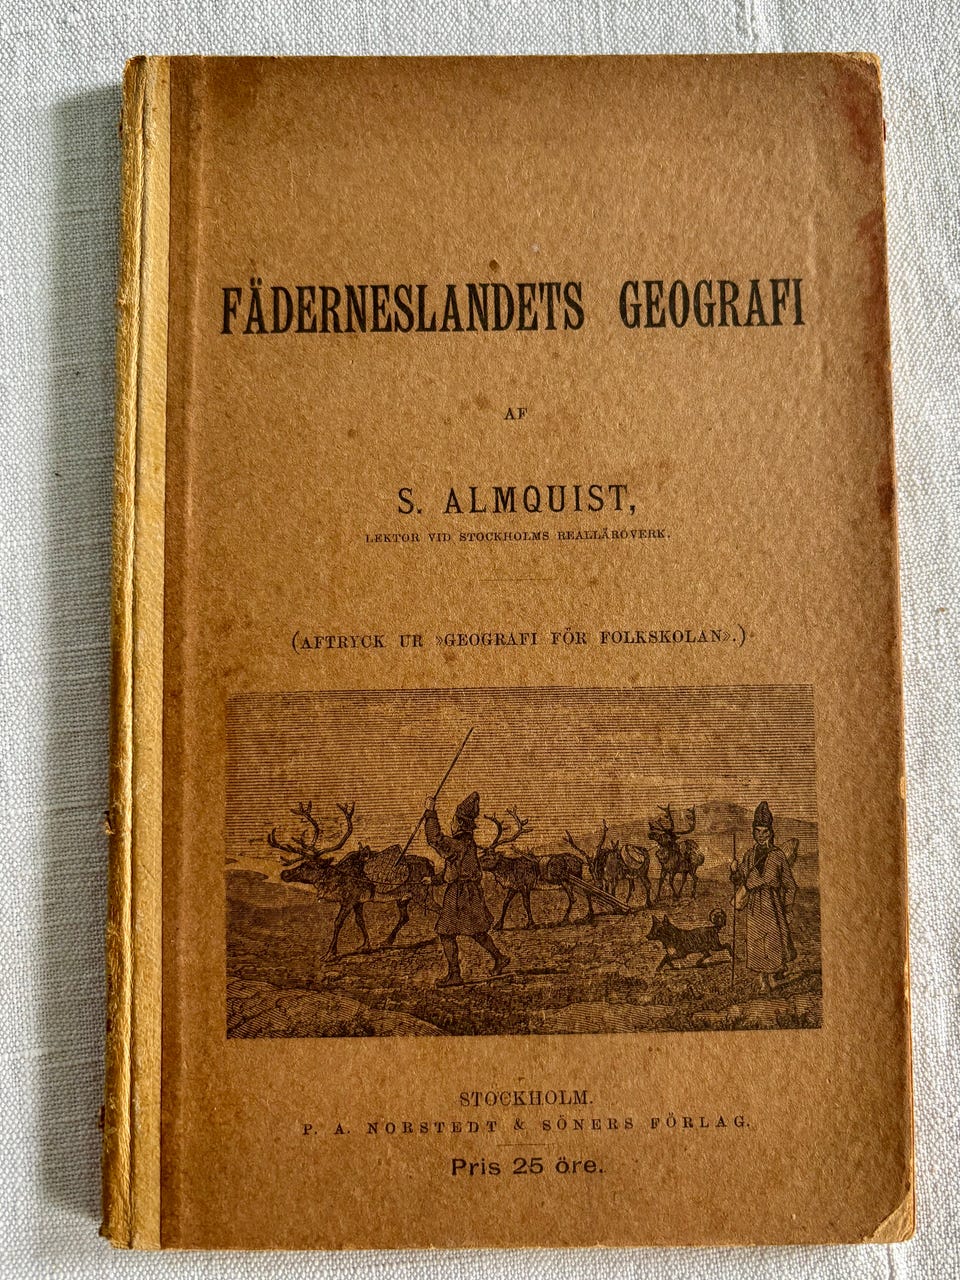 FÄDERNESLANDETS GEOGRAFI
AF
S. ALMQUIST,
LEKTOR VID STOCKHOLMS REALLÄROVERK.
(AFTRYCK UR »GEOGRAFI FÖR FOLKSKOLAN».)
STOCKHOLM.
P. A. NORSTEDT & SÖNERS FÖRLAG.
Pris 25 öre.